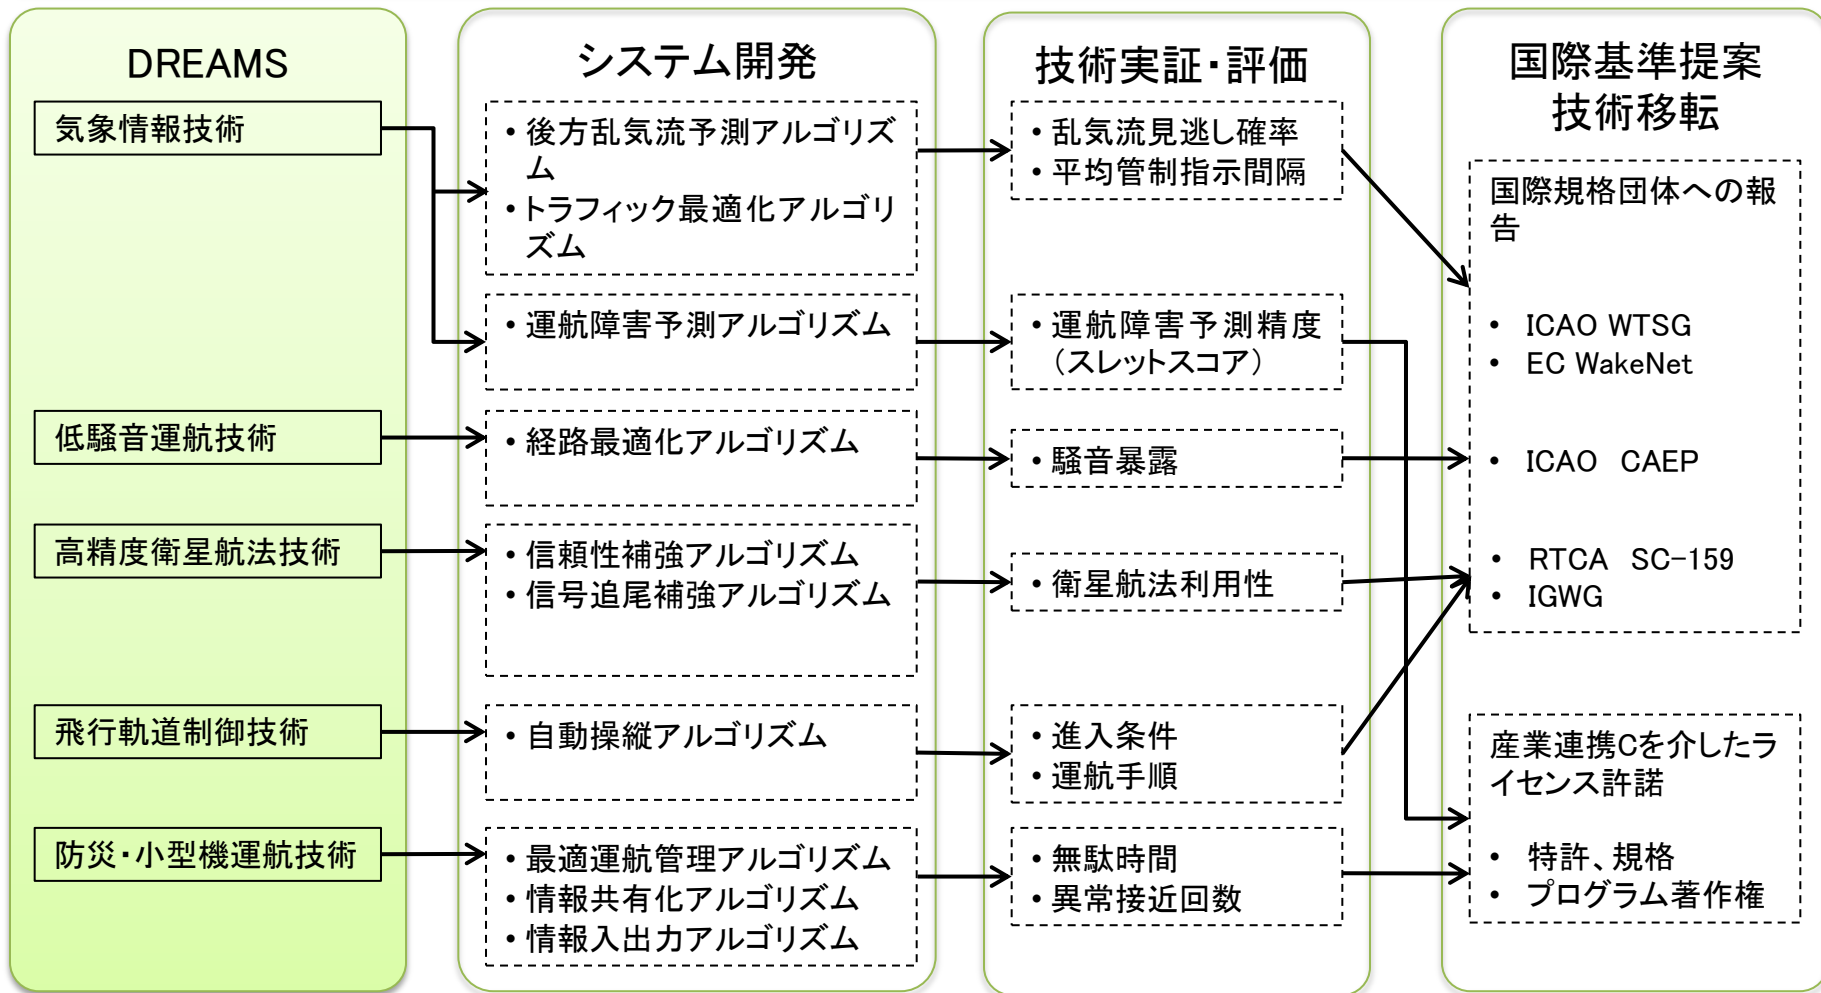 DREAMS
気象情報技術
低騒音運航技術
高精度衛星航法技術
飛行軌道制御技術
防災・小型機運航技術
システム開発
• 後方乱気流予測アルゴリズ
ム
• トラフィック最適化アルゴリ
ズム
• 運航障害予測アルゴリズム
• 経路最適化アルゴリズム
• 信頼性補強アルゴリズム
• 信号追尾補強アルゴリズム
• 自動操縦アルゴリズム
• 最適運航管理アルゴリズム
• 情報共有化アルゴリズム
• 情報入出力アルゴリズム
技術実証・評価
• 乱気流見逃し確率
• 平均管制指示間隔
• 運航障害予測精度
（スレットスコア）
• 騒音暴露
• 衛星航法利用性
• 進入条件
• 運航手順
• 無駄時間
• 異常接近回数
国際基準提案
技術移転
国際規格団体への報
告
• ICAO WTSG
• EC WakeNet
• ICAO　CAEP
• RTCA　SC-159
• IGWG
産業連携Cを介したラ
イセンス許諾
• 特許、規格
• プログラム著作権